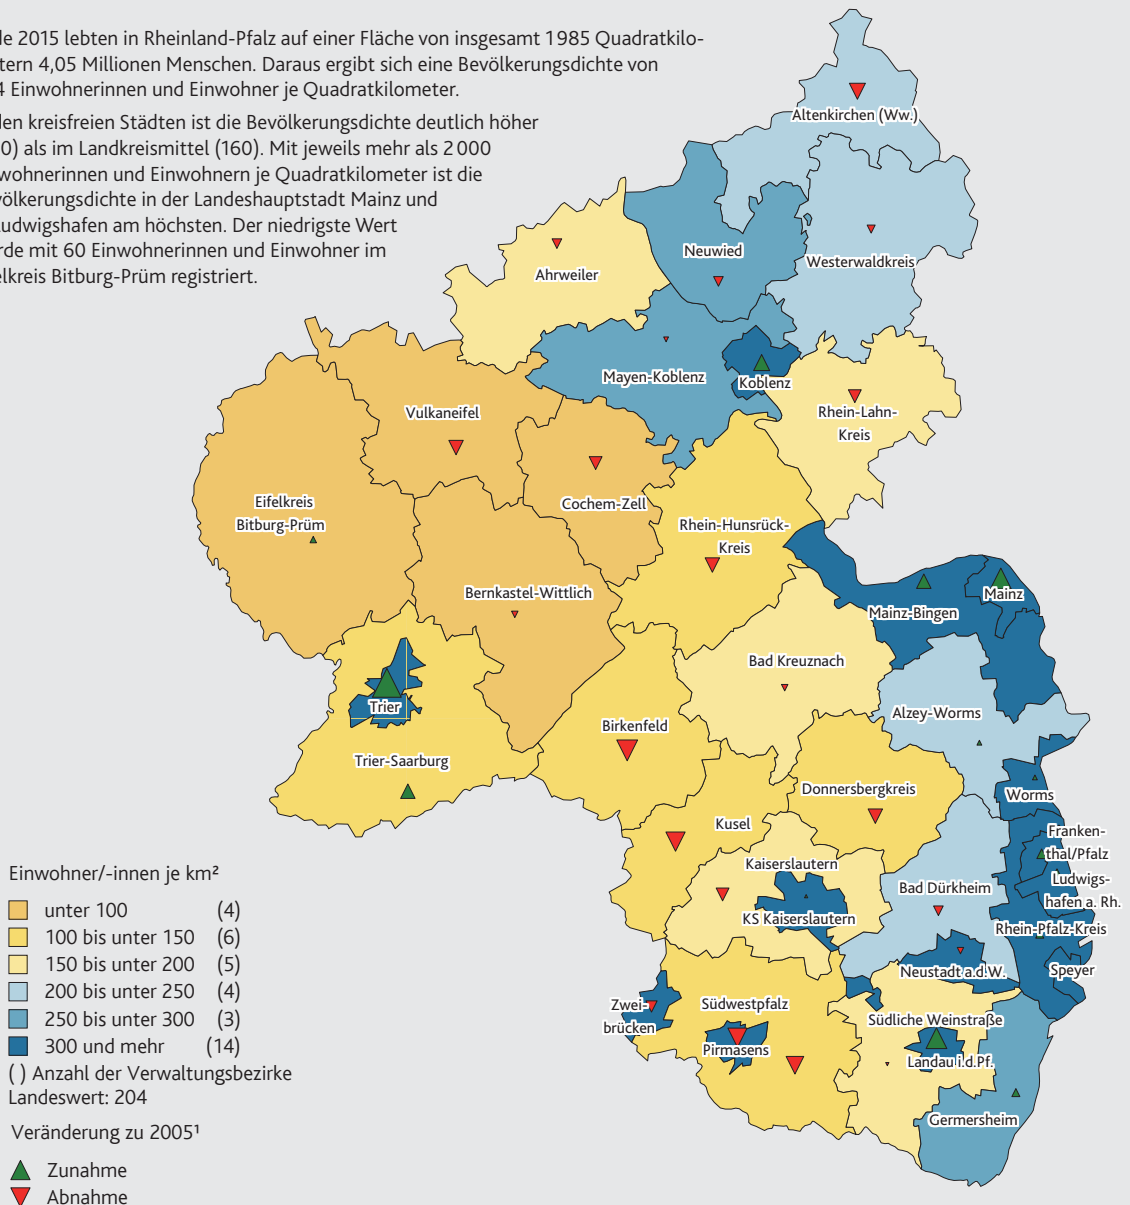 de 2015 lebten in Rheinland-Pfalz auf einer Fläche von insgesamt 1985 Quadratkilo-
tern 4,05 Millionen Menschen. Daraus ergibt sich eine Bevölkerungsdichte von
4 Einwohnerinnen und Einwohner je Quadratkilometer.
den kreisfreien Städten ist die Bevölkerungsdichte deutlich höher
0) als im Landkreismittel (160). Mit jeweils mehr als 2 000
wohnerinnen und Einwohnern je Quadratkilometer ist die
völkerungsdichte in der Landeshauptstadt Mainz und
Ludwigshafen am höchsten. Der niedrigste Wert
rde mit 60 Einwohnerinnen und Einwohner im
elkreis Bitburg-Prüm registriert.
Altenkirchen (Ww.)
Neuwied
Westerwaldkreis
Ahrweiler
Mayen-Koblenz
Koblenz
Vulkaneifel
Rhein-Lahn-
Kreis
Cochem-Zell
Eifelkreis
Bitburg-Prüm
Rhein-Hunsrück-
Kreis
Bernkastel-Wittlich
Mainz-Bingen
Mainz
Bad Kreuznach
Trier
Alzey-Worms
Birkenfeld
Trier-Saarburg
Donnersbergkreis
Worms
Kusel
Franken-
thal/Pfalz
Kaiserslautern
Ludwigs-
hafen a. Rh.
Bad Dürkheim
KS Kaiserslautern
Rhein-Pfalz-Kreis
Neustadt a.d.W.
Speyer
Zwei-
brücken
Südwestpfalz
Südliche Weinstraße
Pirmasens
Landau i.d.Pf.
Germersheim
Einwohner/-innen je km²
unter 100 (4)
100 bis unter 150 (6)
150 bis unter 200 (5)
200 bis unter 250 (4)
250 bis unter 300 (3)
300 und mehr (14)
( ) Anzahl der Verwaltungsbezirke
Landeswert: 204
Veränderung zu 2005¹
Zunahme
Abnahme